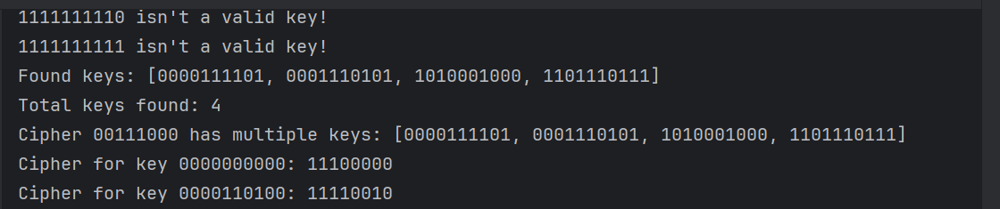 1111111110 isn't a valid key!
1111111111 isn't a valid key!
Found keys: [0000111101, 0001110101, 1010001000, 1101110111]
Total keys found: 4
Cipher 00111000 has multiple keys: [0000111101, 0001110101, 1010001000, 1101110111]
Cipher for key 0000000000: 11100000
Cipher for key 0000110100: 11110010